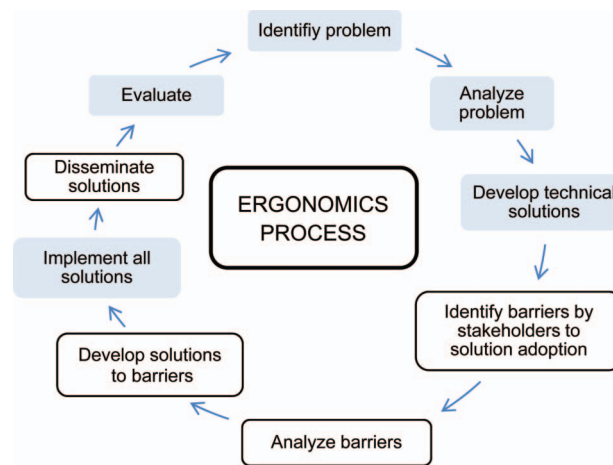 Identifiy problem
Analyze
problem
Develop technical
solutions
Identify barriers by
stakeholders to
solution adoption
Analyze barriers
Develop solutions
to barriers
Implement all
solutions
Disseminate
solutions
Evaluate
ERGONOMICS
PROCESS